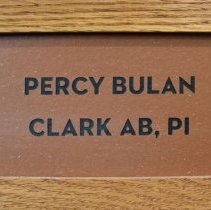 PERCY BULAN
CLARK AB, PI